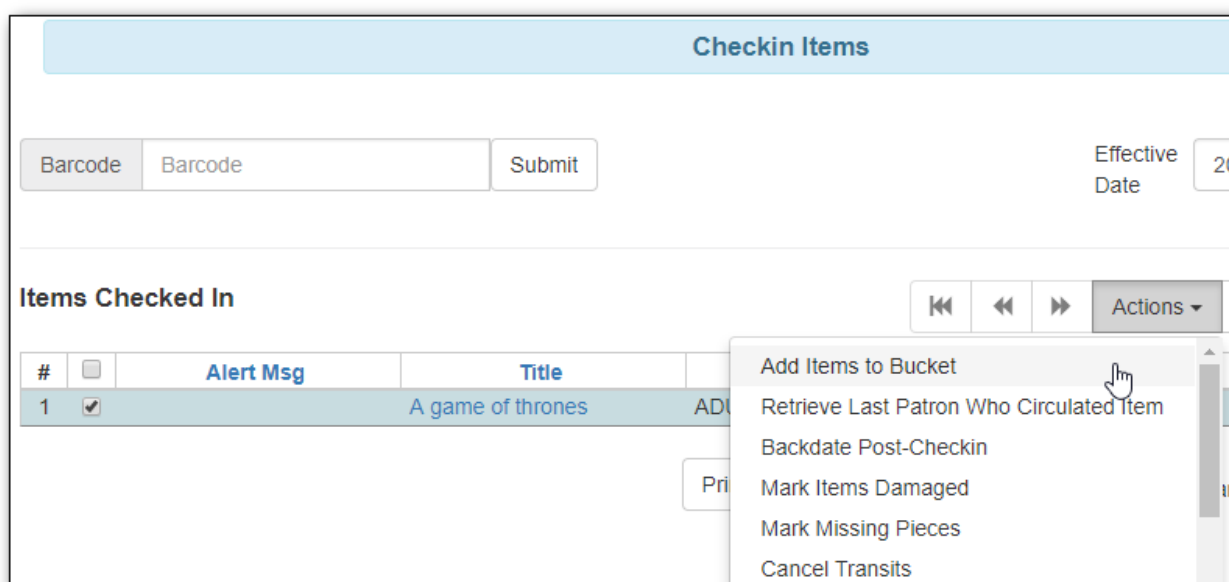 Checkin Items
Barcode Barcode Submit
Effective
Date
Items Checked In
Actions
# Alert Msg Title
1 A game of thrones
Add Items to Bucket
Retrieve Last Patron Who Circulated Item
Backdate Post-Checkin
Mark Items Damaged
Mark Missing Pieces
Cancel Transits